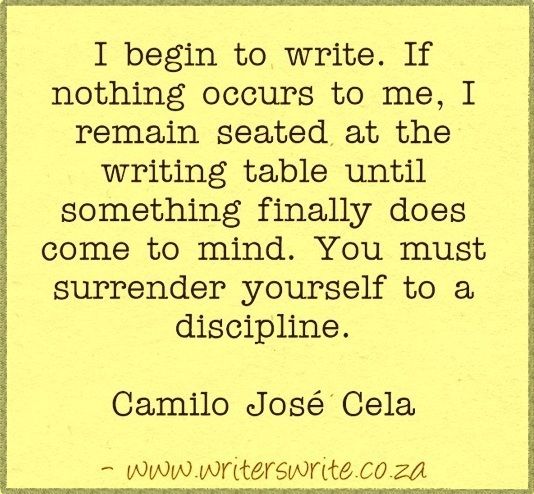 I begin to write. If
nothing occurs to me, I
remain seated at the
writing table until
something finally does
come to mind. You must
surrender yourself to a
discipline.
Camilo José Cela
- www.writerswrite.co.za